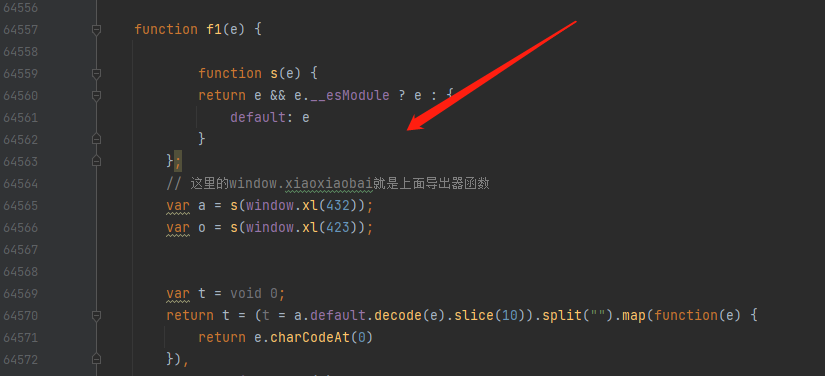 64556
64557 function f1(e) {
64558
64559 function s(e) {
64560 return e && e.__esModule ? e : {
64561 default: e
64562 }
64563 };
64564 // 这里的window.xiaoxiaobai就是上面导出器函数
64565 var a = s(window.xl(432));
64566 var o = s(window.xl(423));
64567
64568
64569 var t = void 0;
64570 return t = (t = a.default.decode(e).slice(10)).split("").map(function(e) {
64571 return e.charCodeAt(0)
64572 }),